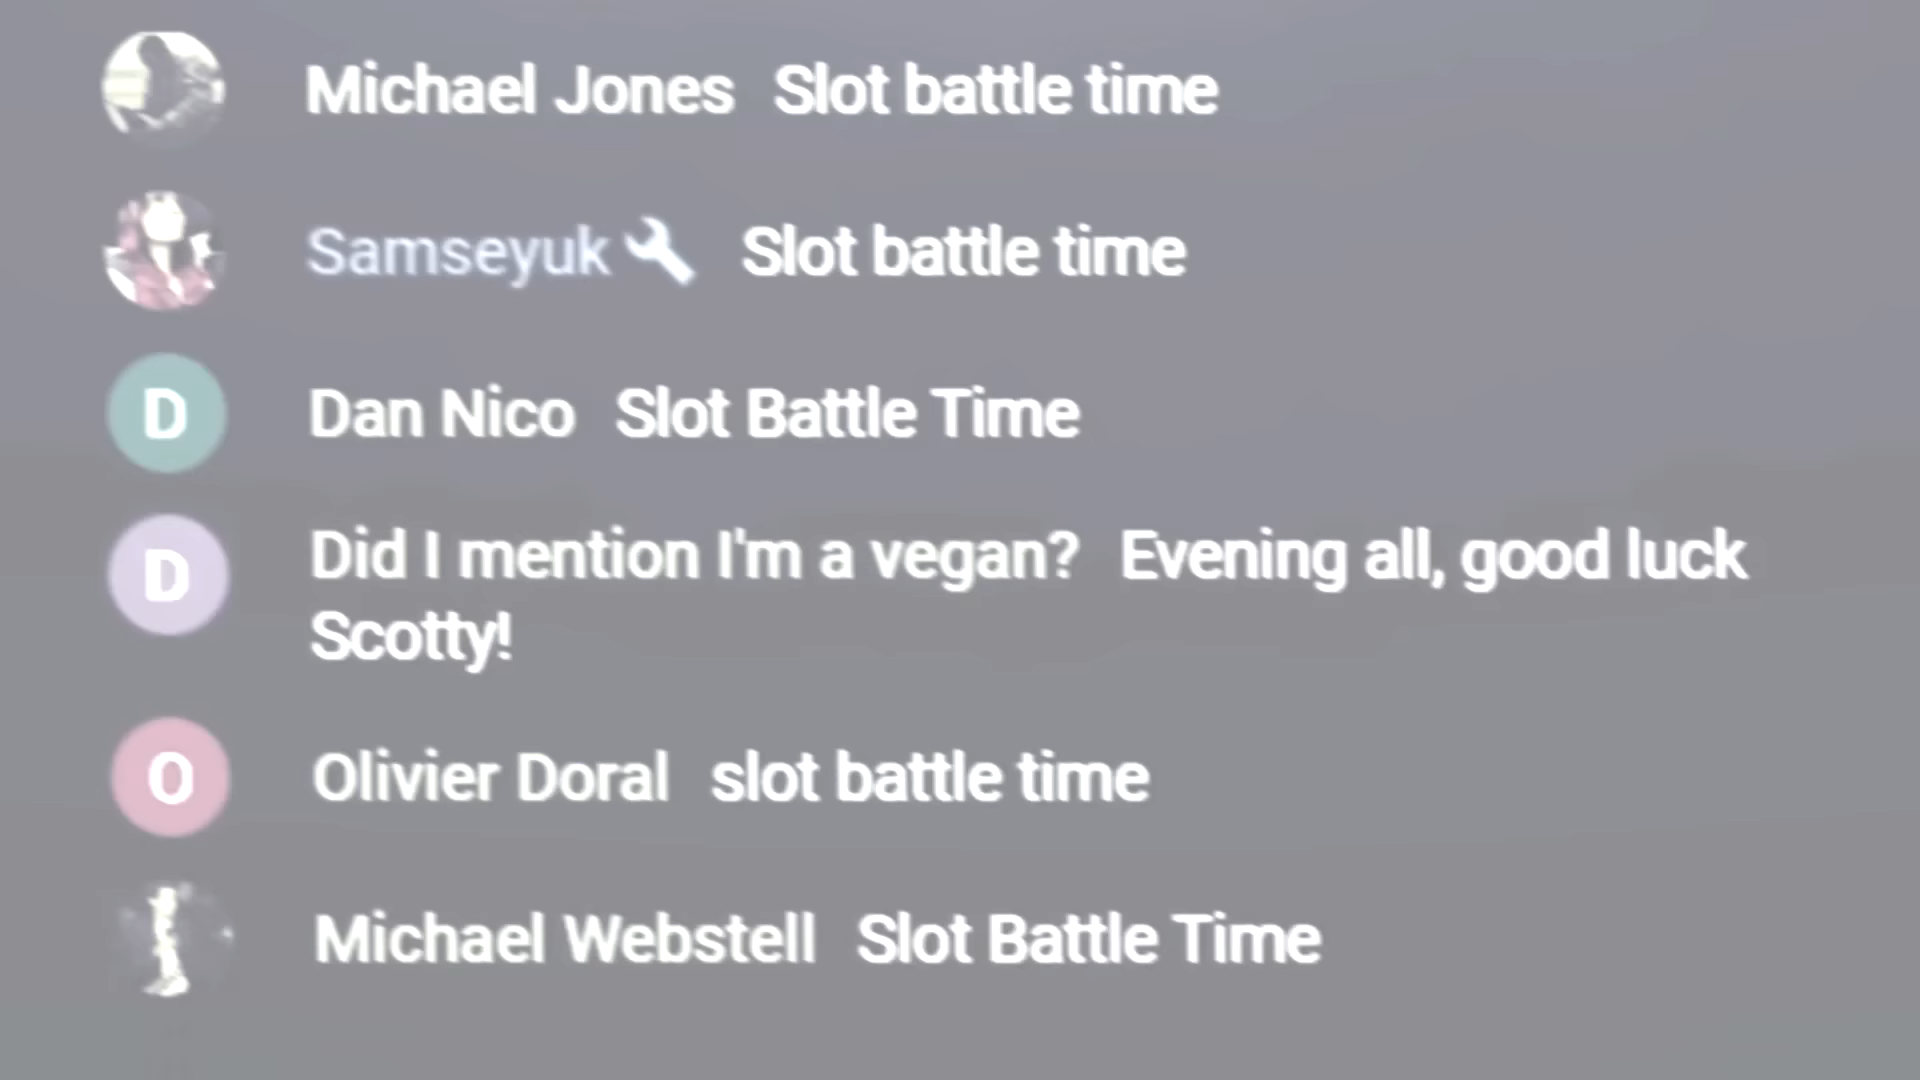 Michael Jones Slot battle time
Samseyuk Slot battle time
D Dan Nico Slot Battle Time
D Did I mention I'm a vegan? Evening all, good luck
Scotty!
O Olivier Doral slot battle time
Michael Webstell Slot Battle Time